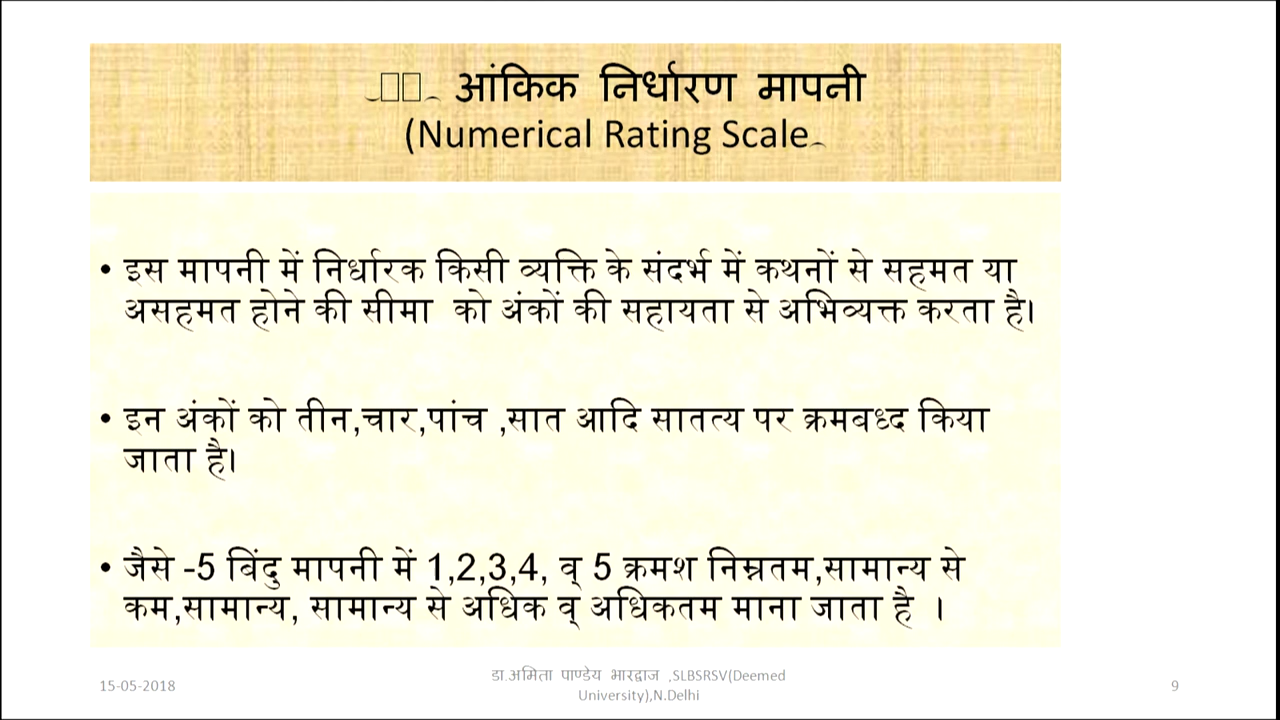 आंकिक निर्धारण मापनी
(Numerical Rating Scale
• इस मापनी में निर्धारक किसी व्यक्ति के संदर्भ में कथनों से सहमत या
असहमत होने की सीमा को अंकों की सहायता से अभिव्यक्त करता है।
• इन अंकों को तीन,चार,पांच ,सात आदि सातत्य पर क्रमबध्द किया
जाता है।
• जैसे -5 बिंदु मापनी में 1,2,3,4, व् 5 क्रमश निम्नतम,सामान्य से
कम,सामान्य, सामान्य से अधिक व् अधिकतम माना जाता है ।
15-05-2018
डा.अमिता पाण्डेय भारद्वाज ,SLBSRSV(Deemed
University),N.Delhi
9